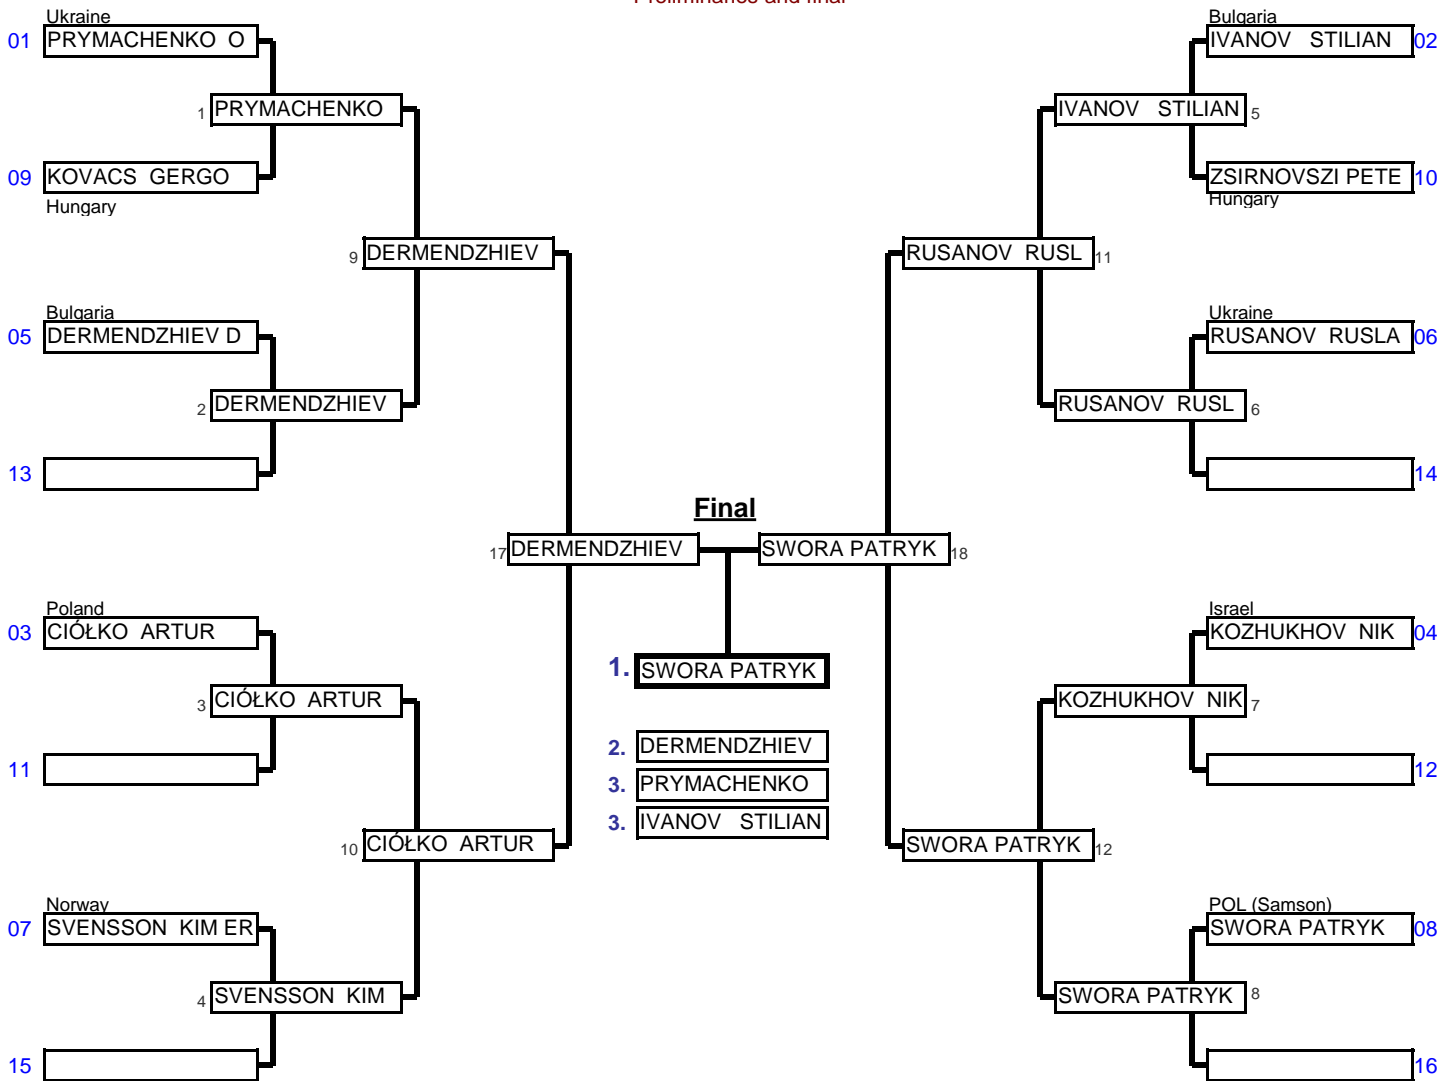 Preliminaries and final
Ukraine
01 PRYMACHENKO O
1 PRYMACHENKO
09 KOVACS GERGO
Hungary
9 DERMENDZHIEV
Bulgaria
05 DERMENDZHIEV D
2 DERMENDZHIEV
13
17 DERMENDZHIEV
Poland
03 CIÓŁKO ARTUR
3 CIÓŁKO ARTUR
11
10 CIÓŁKO ARTUR
Norway
07 SVENSSON KIM ER
4 SVENSSON KIM
15
Final
1. SWORA PATRYK
2. DERMENDZHIEV
3. PRYMACHENKO
3. IVANOV STILIAN
Bulgaria
IVANOV STILIAN 02
IVANOV STILIAN 5
ZSIRNOVSZI PETE 10
Hungary
RUSANOV RUSL 11
Ukraine
RUSANOV RUSLA 06
RUSANOV RUSL 6
14
SWORA PATRYK 18
Israel
KOZHUKHOV NIK 04
KOZHUKHOV NIK 7
12
SWORA PATRYK 12
POL (Samson)
SWORA PATRYK 08
SWORA PATRYK 8
16